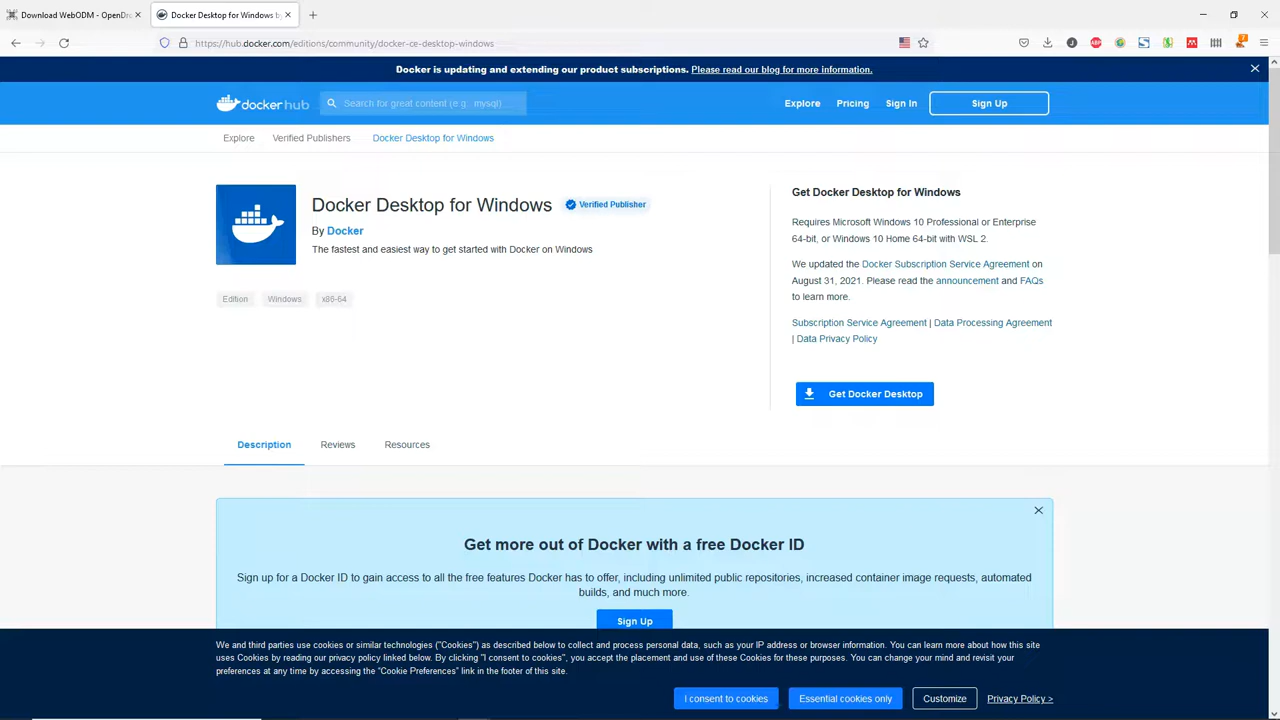 Download WebODM - OpenDro
Docker Desktop for Windows by
https://hub.docker.com/editions/community/docker-ce-desktop-windows
Docker is updating and extending our product subscriptions. Please read our blog for more information.
dockerhub
Search for great content (e.g., mysql)
Explore
Pricing
Sign In
Sign Up
Explore
Verified Publishers
Docker Desktop for Windows
Docker Desktop for Windows
Verified Publisher
By Docker
The fastest and easiest way to get started with Docker on Windows
Edition
Windows
x86-64
Get Docker Desktop for Windows
Requires Microsoft Windows 10 Professional or Enterprise
64-bit, or Windows 10 Home 64-bit with WSL 2.
We updated the Docker Subscription Service Agreement on
August 31, 2021. Please read the announcement and FAQs
to learn more.
Subscription Service Agreement | Data Processing Agreement
| Data Privacy Policy
Get Docker Desktop
Description
Reviews
Resources
Get more out of Docker with a free Docker ID
Sign up for a Docker ID to gain access to all the free features Docker has to offer, including unlimited public repositories, increased container image requests, automated
builds, and much more.
Sign Up
We and third parties use cookies or similar technologies ("Cookies") as described below to collect and process personal data, such as your IP address or browser information. You can learn more about how this site
uses Cookies by reading our privacy policy linked below. By clicking "I consent to cookies", you accept the placement and use of these Cookies for these purposes. You can change your mind and revisit your
preferences at any time by accessing the "Cookie Preferences" link in the footer of this site.
I consent to cookies
Essential cookies only
Customize
Privacy Policy >